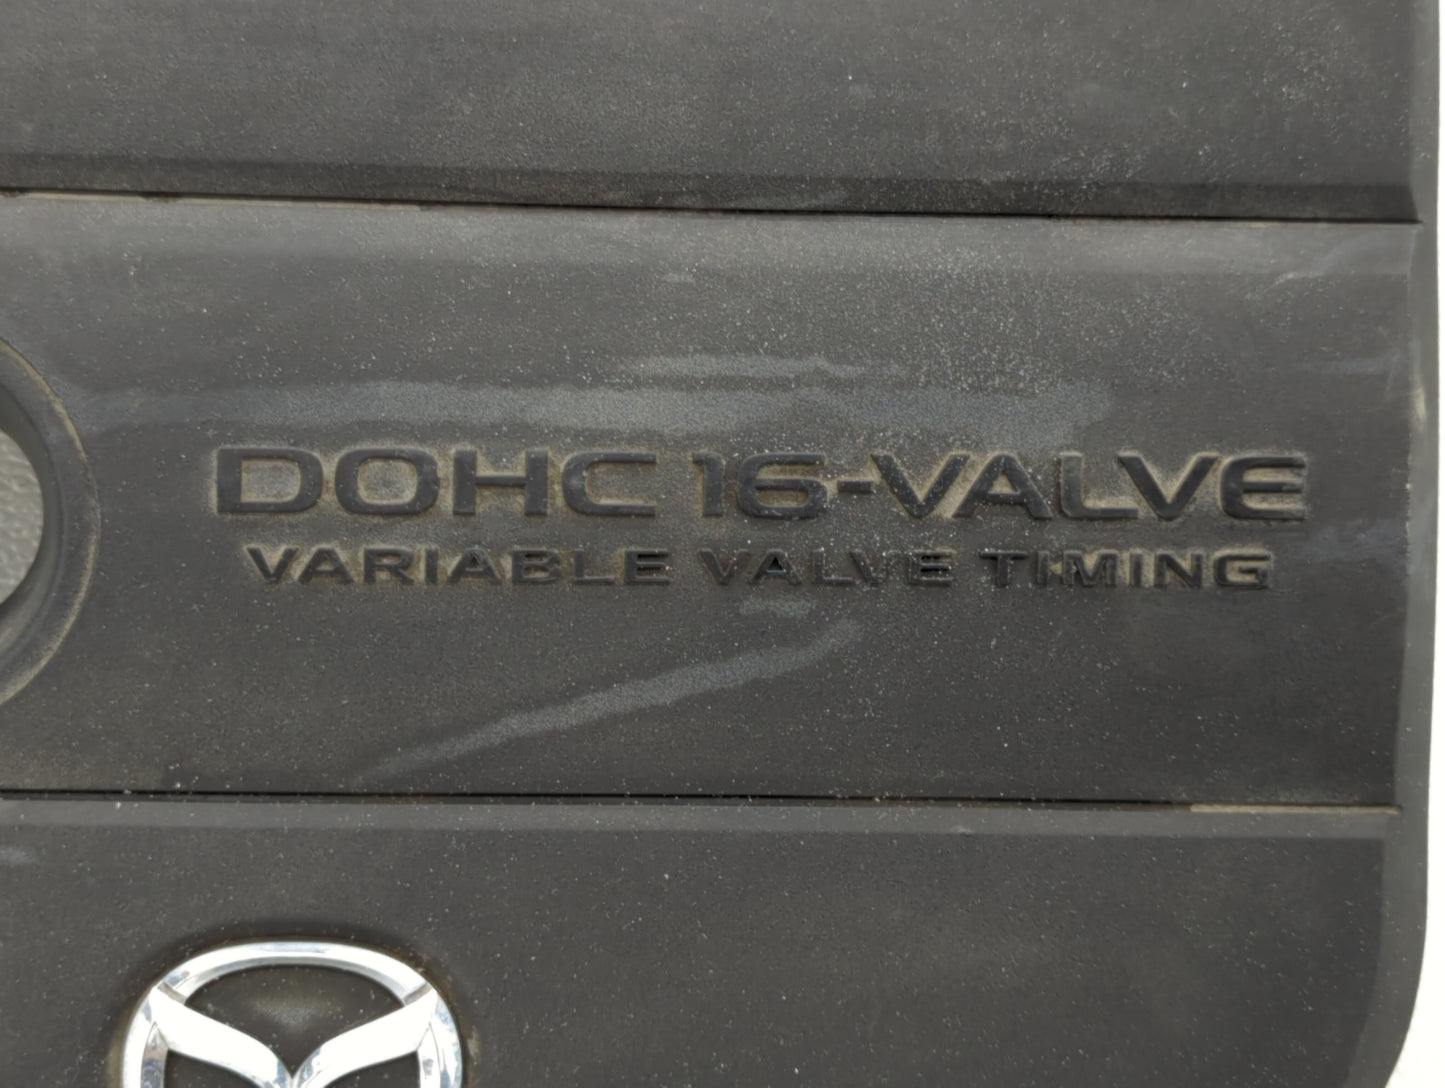 DOHC 16-VALVE
VARIABLE VALVE TIMING